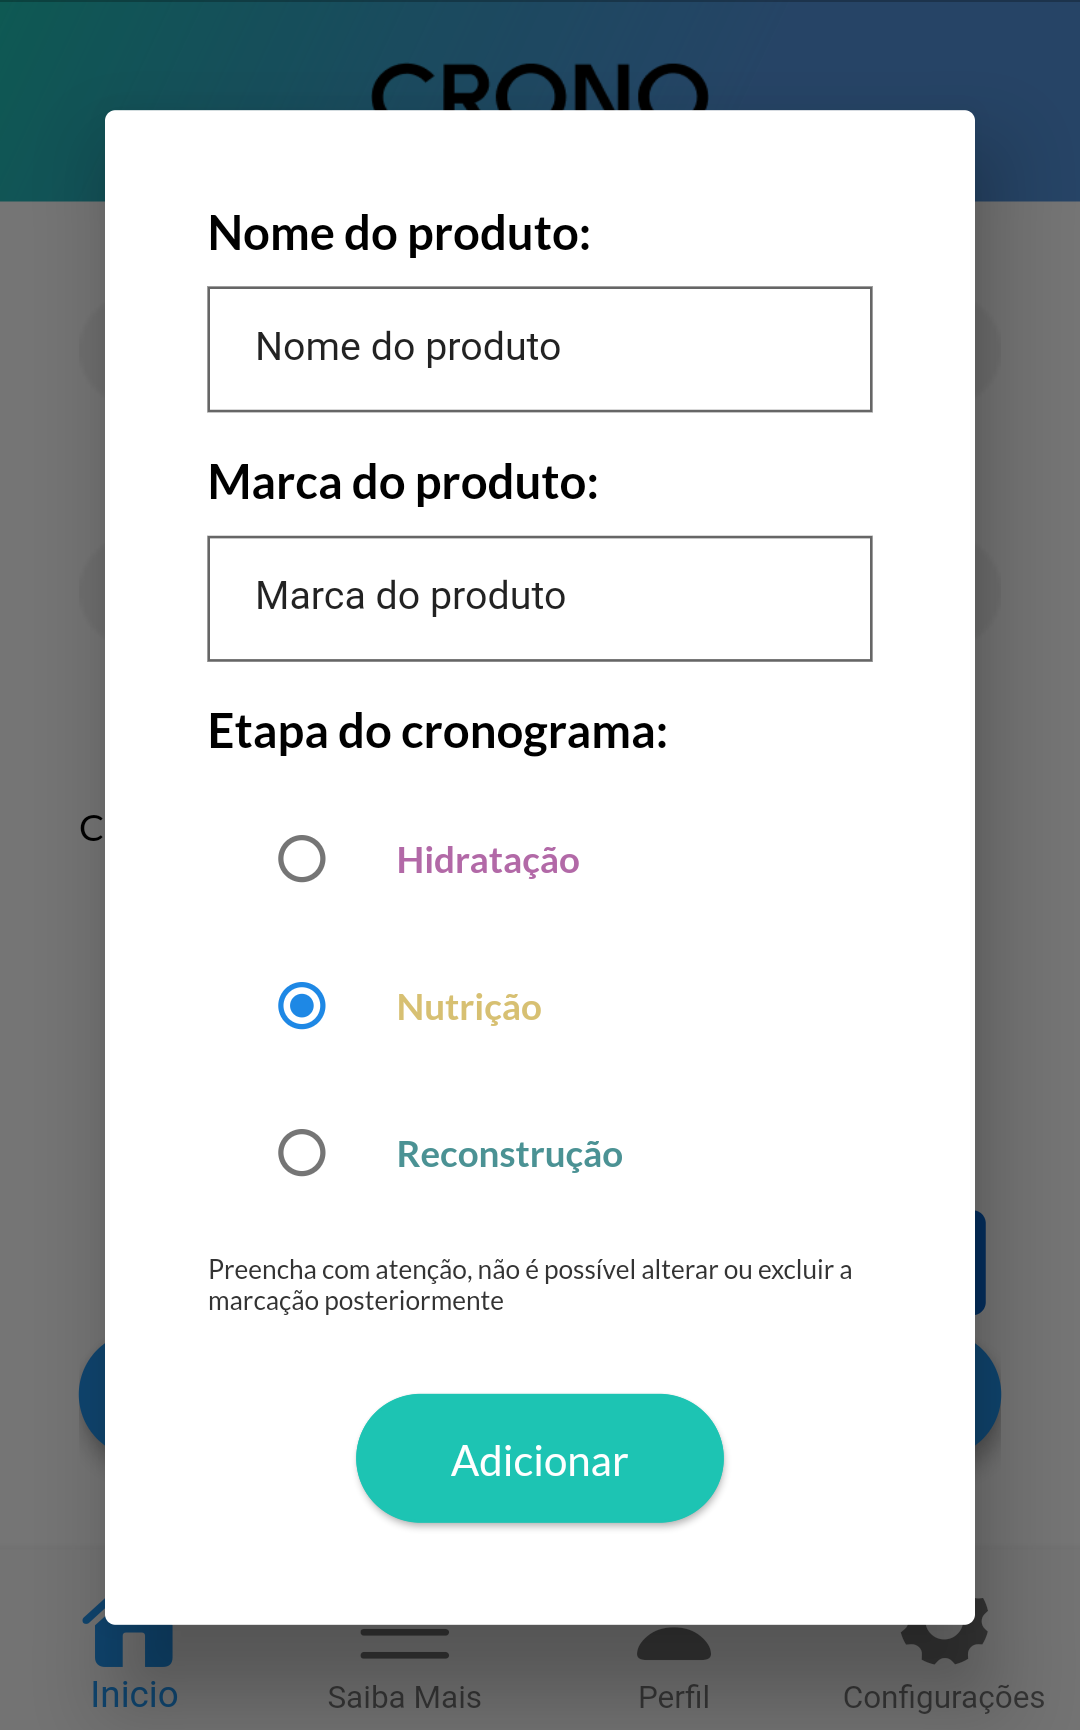 CRONO
Nome do produto:
Nome do produto
Marca do produto:
Marca do produto
Etapa do cronograma:
C
Hidratação
Nutrição
Reconstrução
Preencha com atenção, não é possível alterar ou excluir a
marcação posteriormente
Adicionar
Inicio
Saiba Mais
Perfil
Configurações